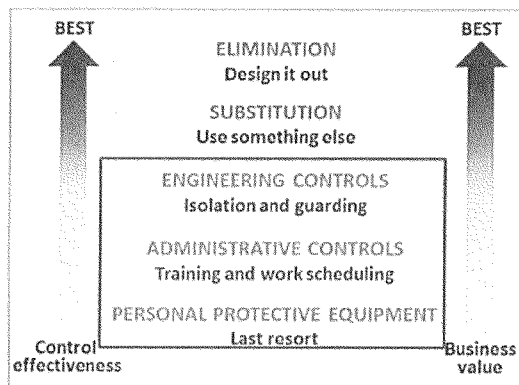 BEST
BEST
ELIMINATION
Design it out
SUBSTITUTION
Use something else
ENGINEERING CONTROLS
Isolation and guarding
ADMINISTRATIVE CONTROLS
Training and work scheduling
PERSONAL PROTECTIVE EQUIPMENT
Last resort
Control
effectiveness
Business
value